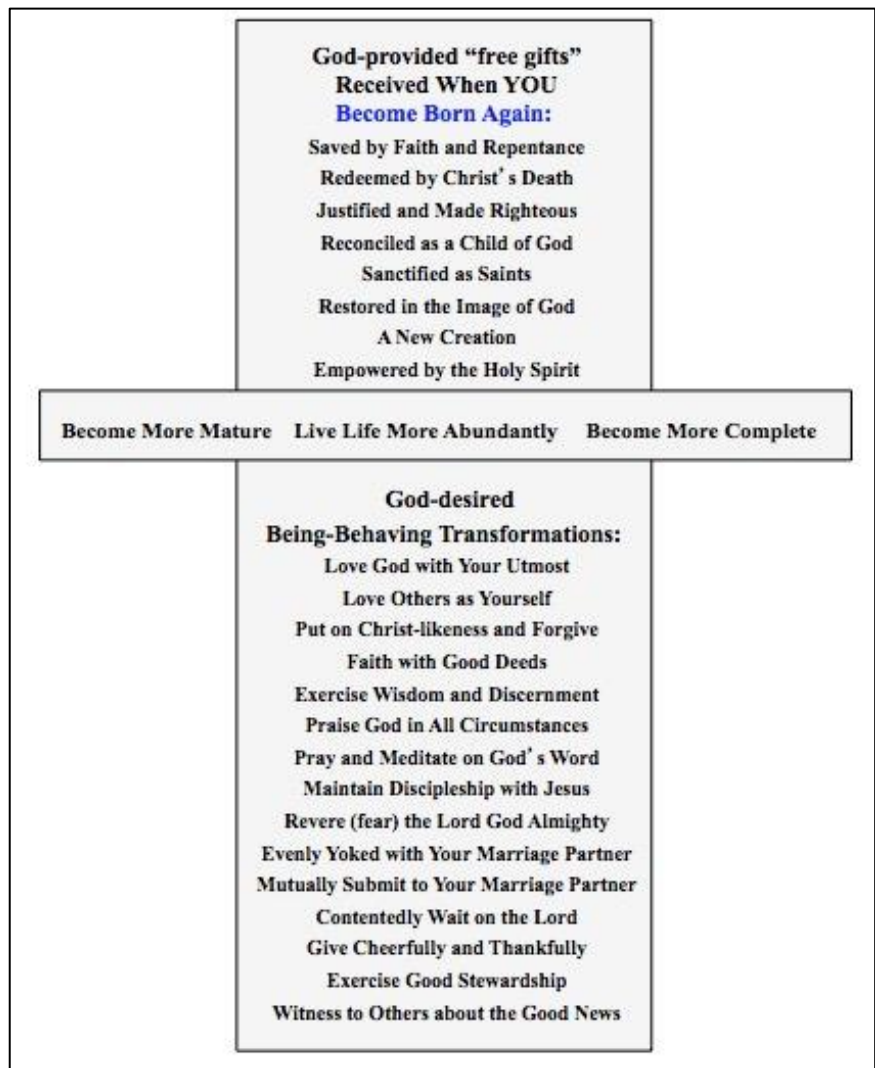 God-provided “free gifts”
Received When YOU
Become Born Again:
Saved by Faith and Repentance
Redeemed by Christ’s Death
Justified and Made Righteous
Reconciled as a Child of God
Sanctified as Saints
Restored in the Image of God
A New Creation
Empowered by the Holy Spirit
Become More Mature Live Life More Abundantly Become More Complete
God-desired
Being-Behaving Transformations:
Love God with Your Utmost
Love Others as Yourself
Put on Christ-likeness and Forgive
Faith with Good Deeds
Exercise Wisdom and Discernment
Praise God in All Circumstances
Pray and Meditate on God’s Word
Maintain Discipleship with Jesus
Revere (fear) the Lord God Almighty
Evenly Yoked with Your Marriage Partner
Mutually Submit to Your Marriage Partner
Contentedly Wait on the Lord
Give Cheerfully and Thankfully
Exercise Good Stewardship
Witness to Others about the Good News